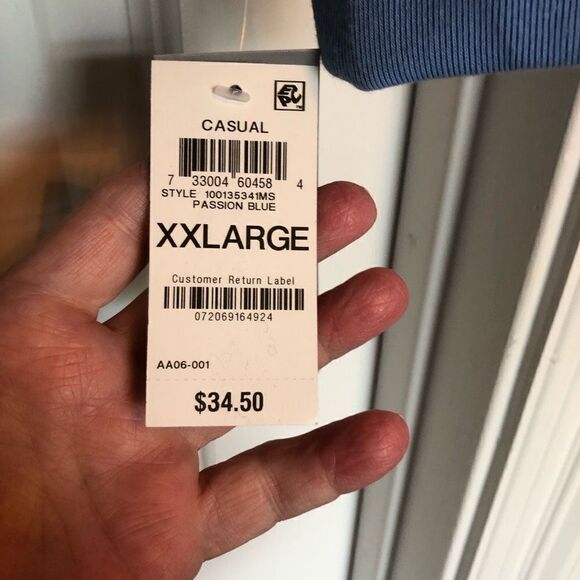 CASUAL
7 33004 60458 4
STYLE 100135341MS
PASSION BLUE
XXLARGE
Customer Return Label
072069164924
AA06-001
$34.50